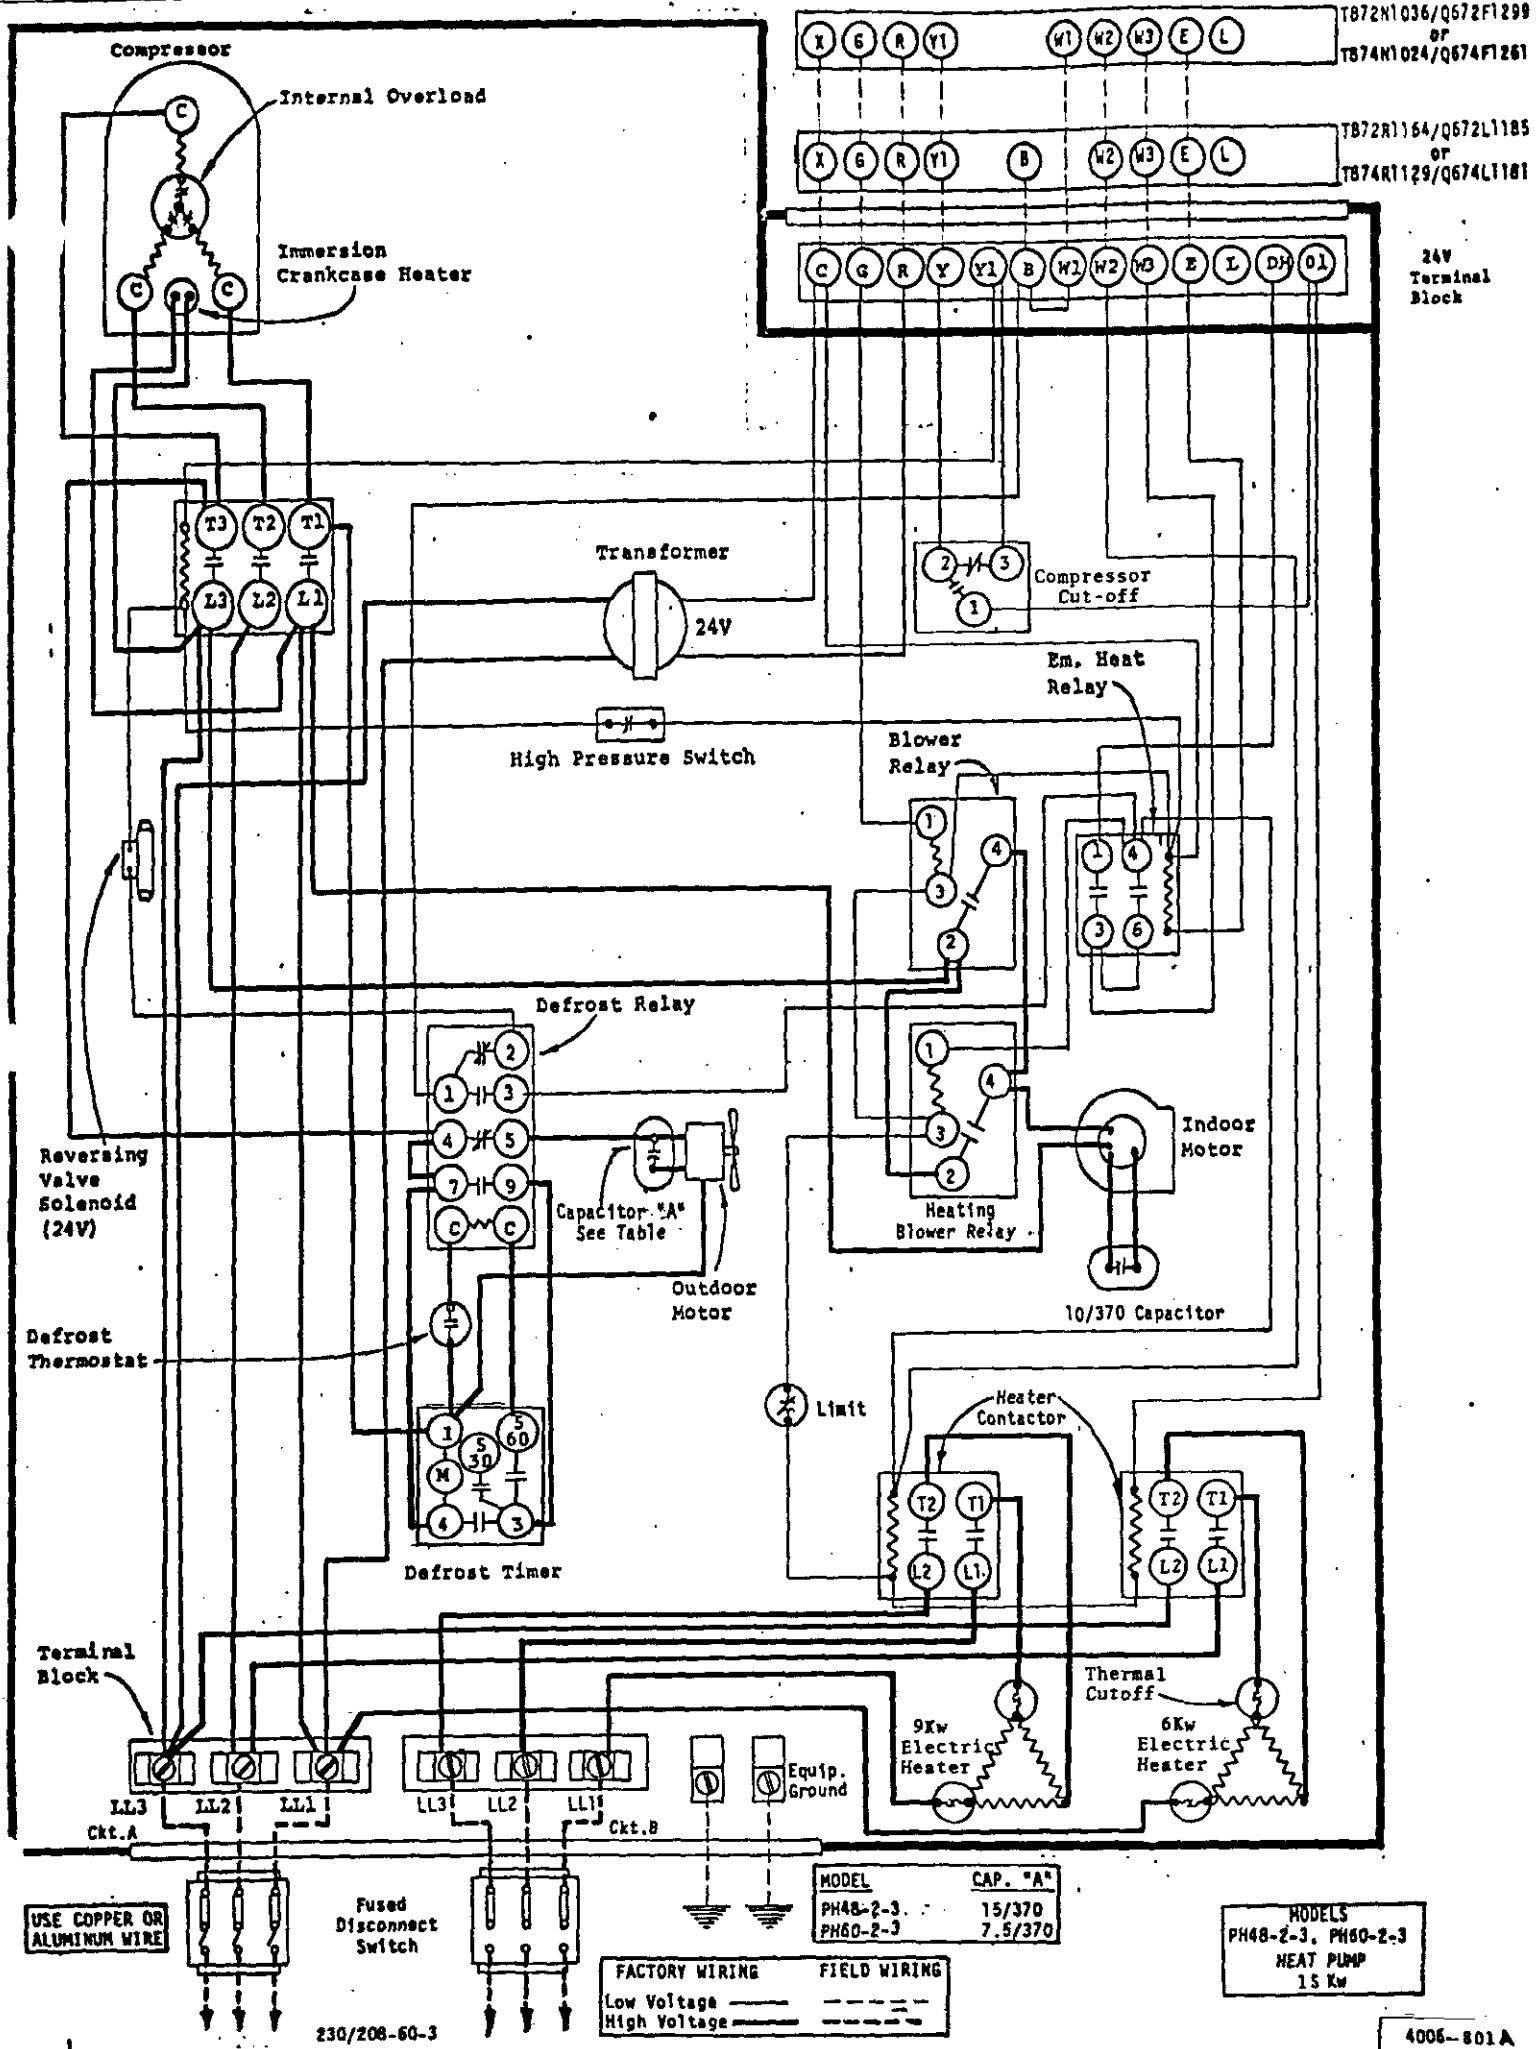 Compressor
C
Internal Overload
Immersion
Crankcase Heater
C C
X G R Y1 W1 W2 W3 E L
T872N1036/Q672F1299
or
T874N1024/Q674F1261
X G R Y1 B W2 W3 E L
T872R1164/Q672L1185
or
T874R1129/Q674L1181
C G R Y Y1 B W1 W2 W3 E L DH O1
24V
Terminal
Block
T3 T2 T1
L3 L2 L1
Transformer
24V
2 3
1
Compressor
Cut-off
High Pressure Switch
Em. Heat
Relay
Blower
Relay
1
4
3
2
1 4
3 6
Defrost Relay
2
1 3
4 5
7 9
C C
1
4
3
2
Heating
Blower Relay
Indoor
Motor
10/370 Capacitor
Reversing
Valve
Solenoid
(24V)
Capacitor "A"
See Table
Outdoor
Motor
Defrost
Thermostat
1
S
30
S
60
M
4 3
Defrost Timer
Limit
Heater
Contactor
T2 T1
L2 L1
T2 T1
L2 L1
Terminal
Block
Thermal
Cutoff
9Kw
Electric
Heater
6Kw
Electric
Heater
LL3 LL2 LL1
Ckt.A
LL3 LL2 LL1
Ckt.B
Equip.
Ground
USE COPPER OR
ALUMINUM WIRE
Fused
Disconnect
Switch
230/208-60-3
MODEL CAP. "A"
PH48-2-3. 15/370
PH60-2-3 7.5/370
FACTORY WIRING FIELD WIRING
Low Voltage
High Voltage
MODELS
PH48-2-3, PH60-2-3
HEAT PUMP
15 Kw
4006-801A